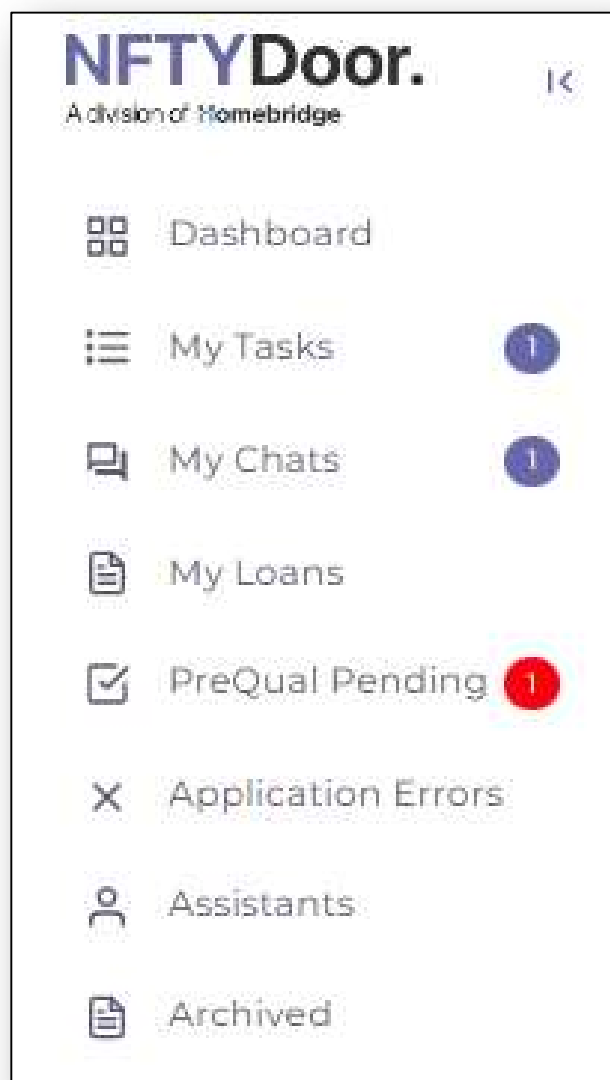 NFTYDoor.
A division of Homebridge
Dashboard
My Tasks 1
My Chats 1
My Loans
PreQual Pending 1
Application Errors
Assistants
Archived